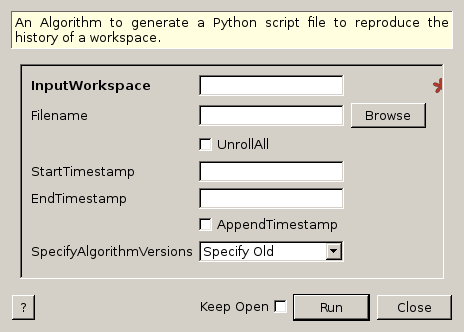 An Algorithm to generate a Python script file to reproduce the
history of a workspace.
InputWorkspace
Filename
Browse
UnrollAll
StartTimestamp
EndTimestamp
AppendTimestamp
SpecifyAlgorithmVersions Specify Old
? Keep Open Run Close